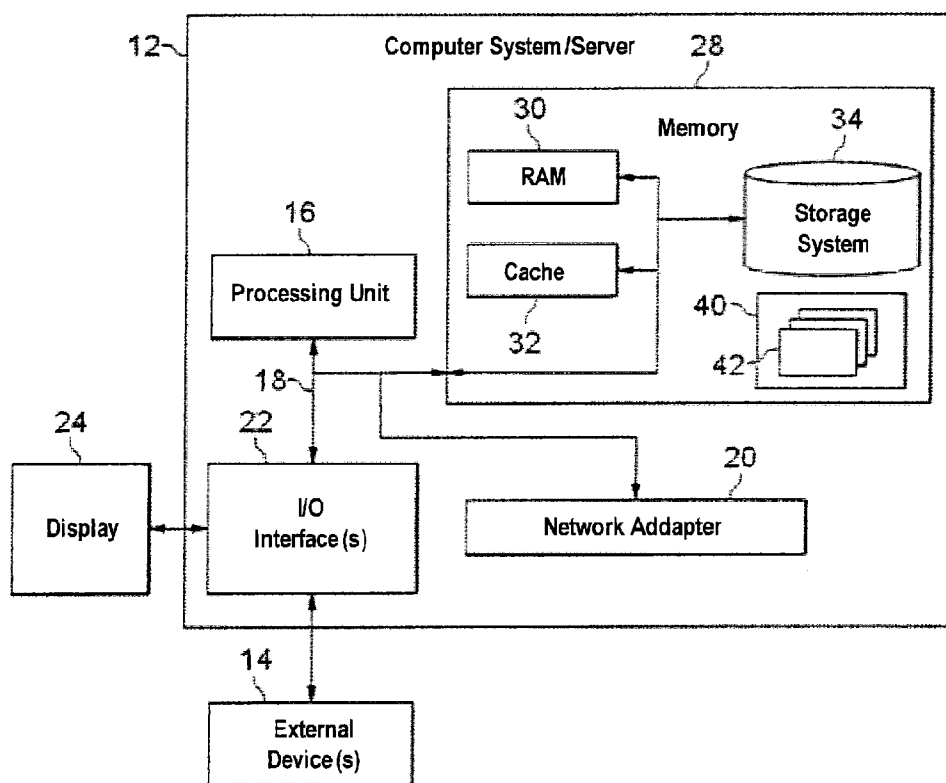 12
Computer System/Server
28
Memory
30
RAM
34
Storage
System
Cache
32
40
42
16
Processing Unit
18
22
24
Display
I/O
Interface(s)
20
Network Addapter
14
External
Device(s)